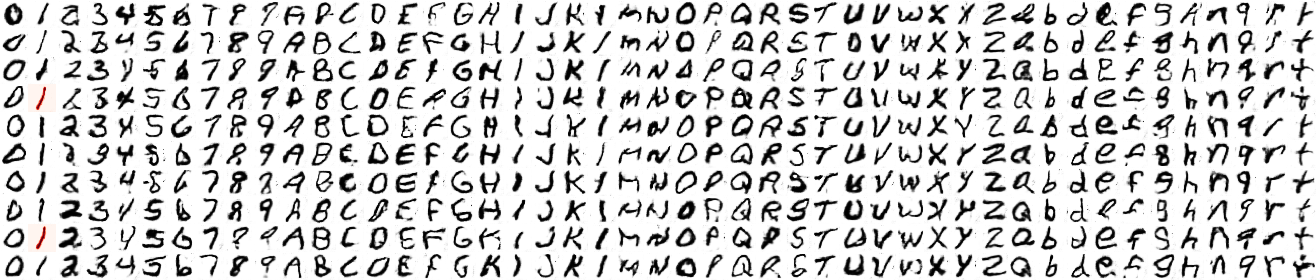 0 1 2 3 4 5 6 7 8 9 A B C D E F G H I J K I M N O P Q R S T U V W X Y Z a b d e f g h n q r t
0 1 2 3 4 5 6 7 8 9 A B C D E F G H I J K I M N O P Q R S T U V W X Y Z a b d e f g h n q r t
0 1 2 3 4 5 6 7 8 9 A B C D E F G H I J K I M N O P Q R S T U V W X Y Z a b d e f g h n q r t
0 1 2 3 4 5 6 7 8 9 A B C D E F G H I J K I M N O P Q R S T U V W X Y Z a b d e f g h n q r t
0 1 2 3 4 5 6 7 8 9 A B C D E F G H I J K I M N O P Q R S T U V W X Y Z a b d e f g h n q r t
0 1 2 3 4 5 6 7 8 9 A B C D E F G H I J K I M N O P Q R S T U V W X Y Z a b d e f g h n q r t
0 1 2 3 4 5 6 7 8 9 A B C D E F G H I J K I M N O P Q R S T U V W X Y Z a b d e f g h n q r t
0 1 2 3 4 5 6 7 8 9 A B C D E F G H I J K I M N O P Q R S T U V W X Y Z a b d e f g h n q r t
0 1 2 3 4 5 6 7 8 9 A B C D E F G K I J K I M N O P Q R S T U V W X Y Z a b d e f g h n q r t
0 1 2 3 4 5 6 7 8 9 A B C D E F G H I J K I M N O P Q R S T U V W X Y Z a b d e f g h n q r t